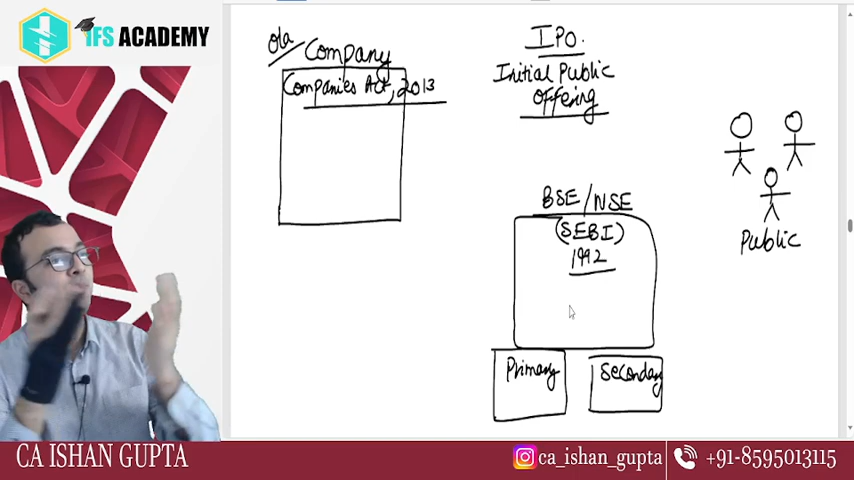 IFS ACADEMY
Ola
Company
Companies Act, 2013
IPO.
Initial Public
Offering
BSE/NSE
(SEBI)
1992
Primary
Secondary
Public
CA ISHAN GUPTA
ca_ishan_gupta
+91-8595013115